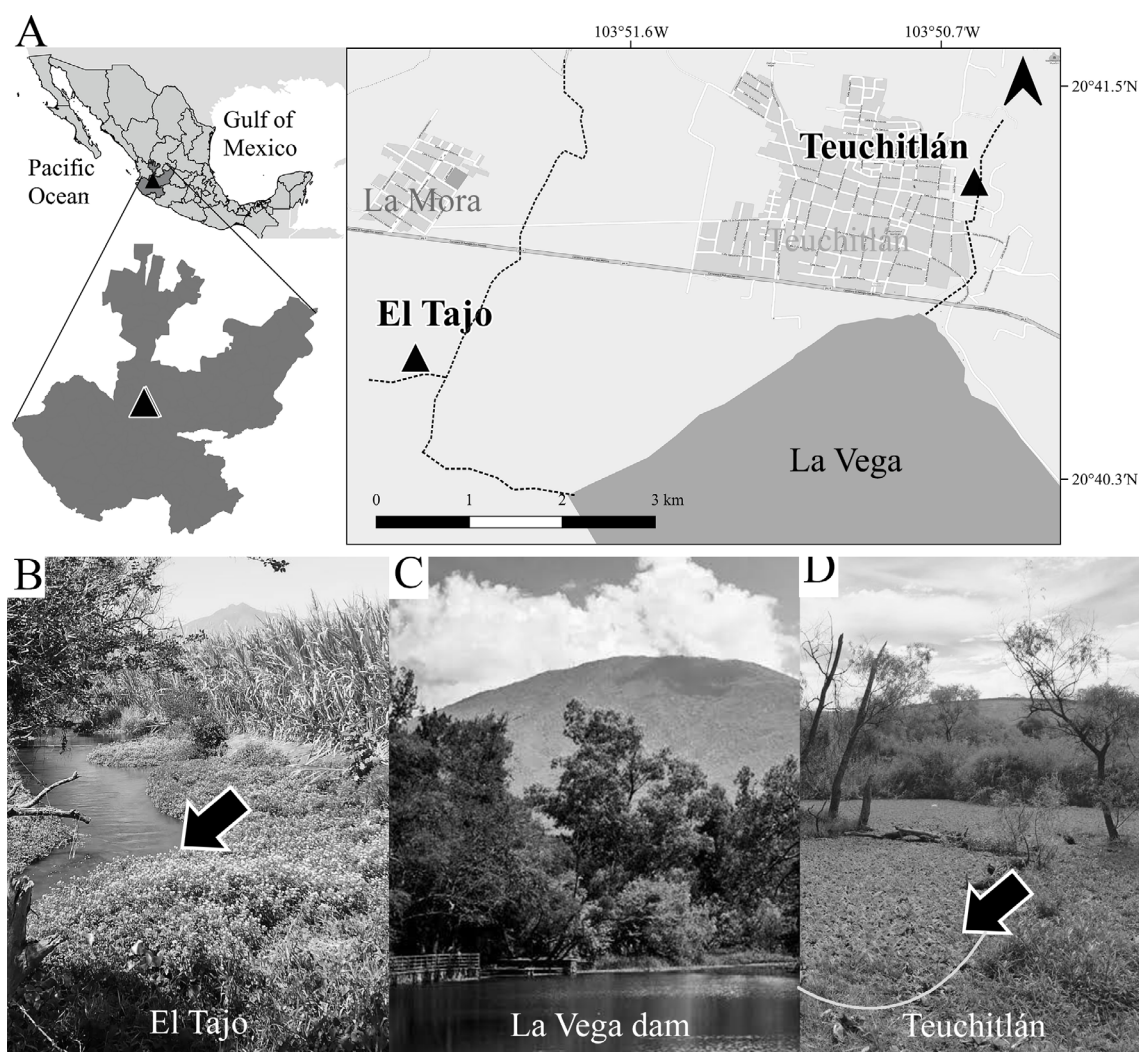 A
103°51.6'W
103°50.7'W
20°41.5'N
Gulf of
Mexico
Pacific
Ocean
Teuchitlán
La Mora
Teuchitlán
El Tajo
La Vega
20°40.3'N
0
1
2
3 km
B
C
D
El Tajo
La Vega dam
Teuchitlán